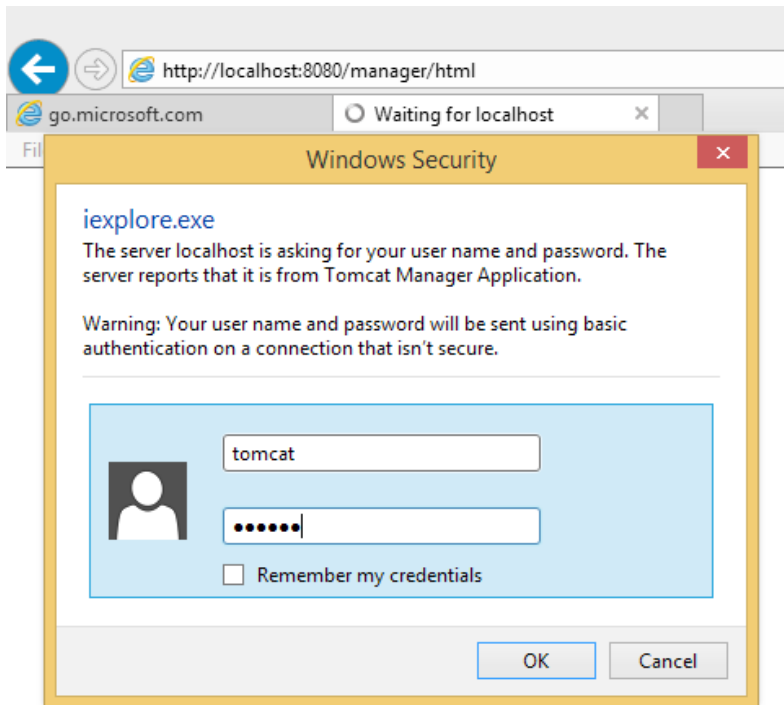 http://localhost:8080/manager/html
go.microsoft.com
Waiting for localhost
Fil
Windows Security
iexplore.exe
The server localhost is asking for your user name and password. The
server reports that it is from Tomcat Manager Application.
Warning: Your user name and password will be sent using basic
authentication on a connection that isn't secure.
tomcat
••••••
Remember my credentials
OK
Cancel